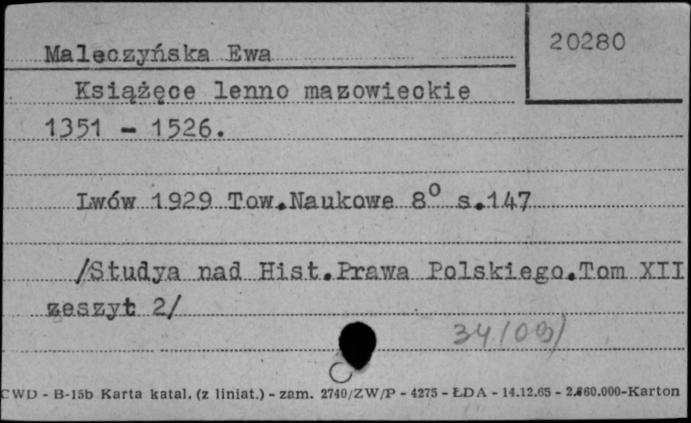 20280
Maleczyńska Ewa
Książęce lenno mazowieckie
1351 - 1526.
Lwów 1929 Tow.Naukowe 8° s.147
/Studya nad Hist.Prawa Polskiego.Tom XII
zeszyt 2/
34/09/
CWD - B-15b Karta katal. (z liniat.) - zam. 2740/ZW/P - 4275 - ŁDA - 14.12.65 - 2.860.000-Karton